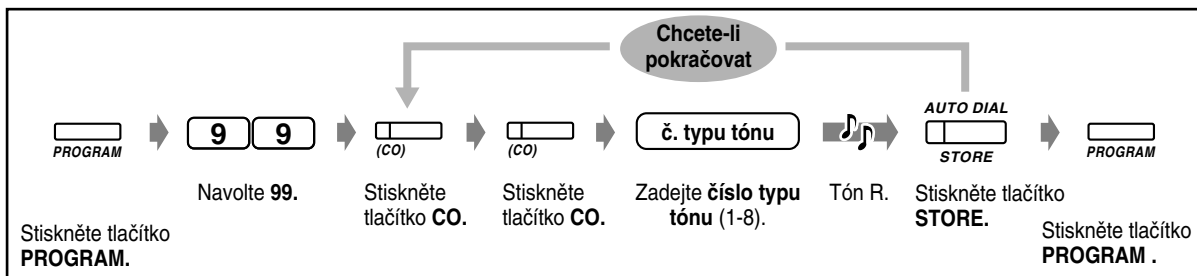 Chcete-li
pokračovat
PROGRAM
9 9
(CO)
(CO)
č. typu tónu
AUTO DIAL
STORE
PROGRAM
Stiskněte tlačítko
PROGRAM.
Navolte 99.
Stiskněte
tlačítko CO.
Stiskněte
tlačítko CO.
Zadejte číslo typu
tónu (1-8).
Tón R.
Stiskněte tlačítko
STORE.
Stiskněte tlačítko
PROGRAM .